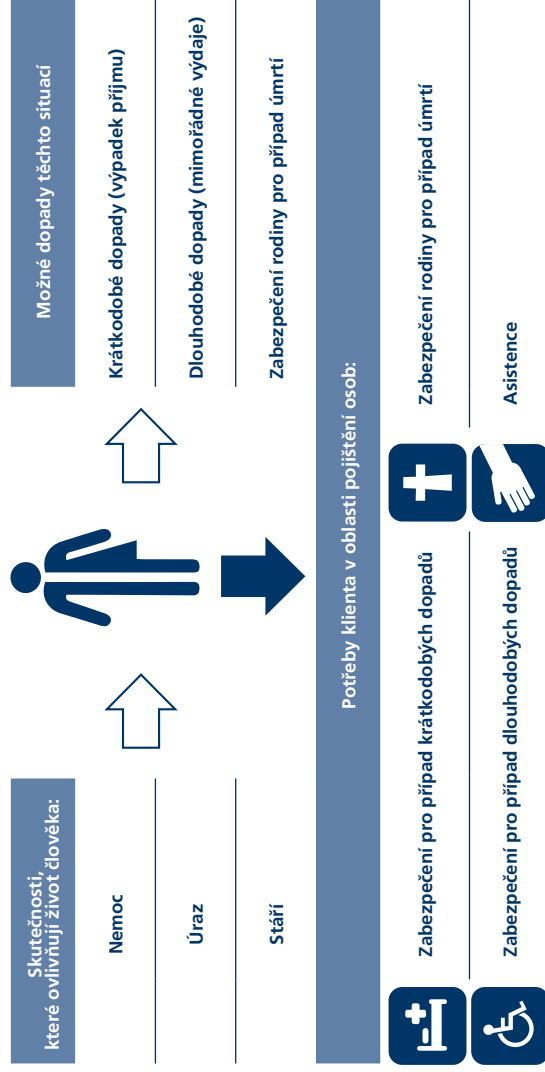 Skutečnosti,
které ovlivňují život člověka:
Nemoc
Úraz
Stáří
Možné dopady těchto situací
Krátkodobé dopady (výpadek příjmu)
Dlouhodobé dopady (mimořádné výdaje)
Zabezpečení rodiny pro případ úmrtí
Potřeby klienta v oblasti pojištění osob:
Zabezpečení pro případ krátkodobých dopadů
Zabezpečení rodiny pro případ úmrtí
Zabezpečení pro případ dlouhodobých dopadů
Asistence